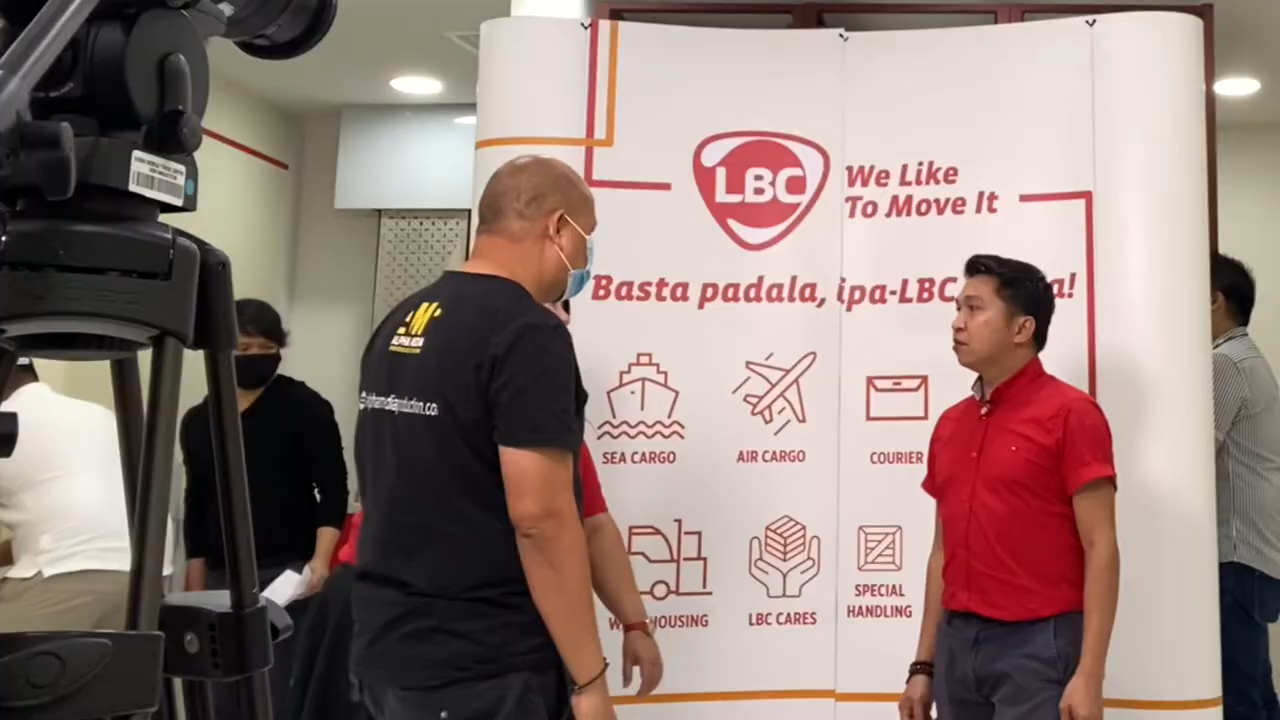 LBC
We Like
To Move It
Basta padala, ipa-LBC
SEA CARGO
AIR CARGO
COURIER
LBC CARES
SPECIAL
HANDLING